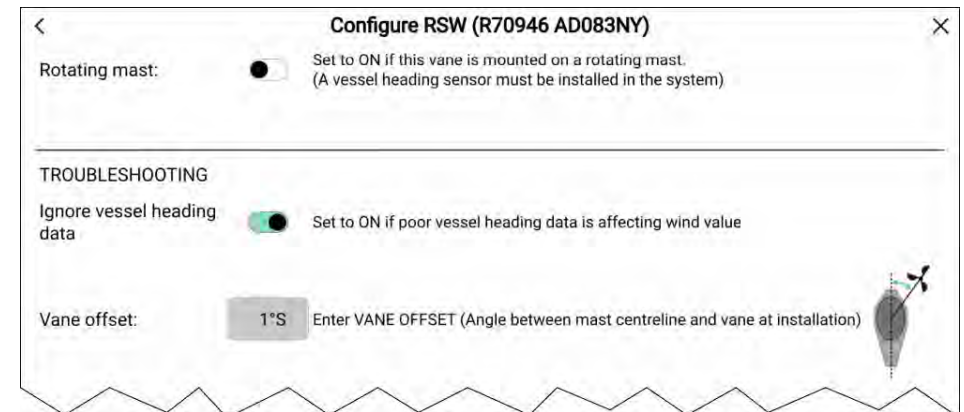 Configure RSW (R70946 AD083NY)
Rotating mast:
Set to ON if this vane is mounted on a rotating mast.
(A vessel heading sensor must be installed in the system)
TROUBLESHOOTING
Ignore vessel heading
data
Set to ON if poor vessel heading data is affecting wind value
Vane offset:
1°S
Enter VANE OFFSET (Angle between mast centreline and vane at installation)